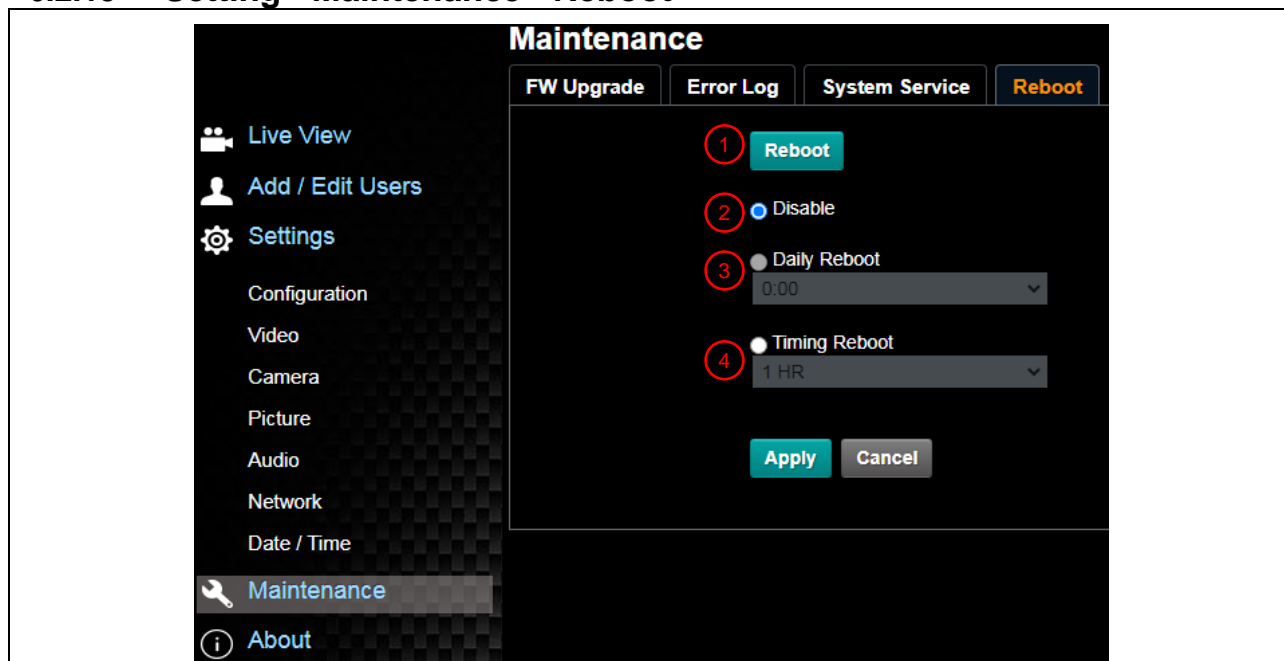 Maintenance
FW Upgrade Error Log System Service Reboot
Live View
Add / Edit Users
Settings
Configuration
Video
Camera
Picture
Audio
Network
Date / Time
Maintenance
About
1 Reboot
2 Disable
3 Daily Reboot
0:00
4 Timing Reboot
1 HR
Apply Cancel